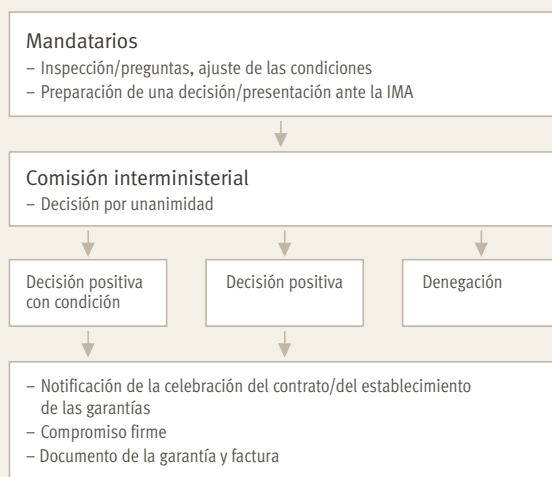 Mandatarios
– Inspección/preguntas, ajuste de las condiciones
– Preparación de una decisión/presentación ante la IMA
Comisión interministerial
– Decisión por unanimidad
Decisión positiva
con condición
Decisión positiva
Denegación
– Notificación de la celebración del contrato/del establecimiento
de las garantías
– Compromiso firme
– Documento de la garantía y factura